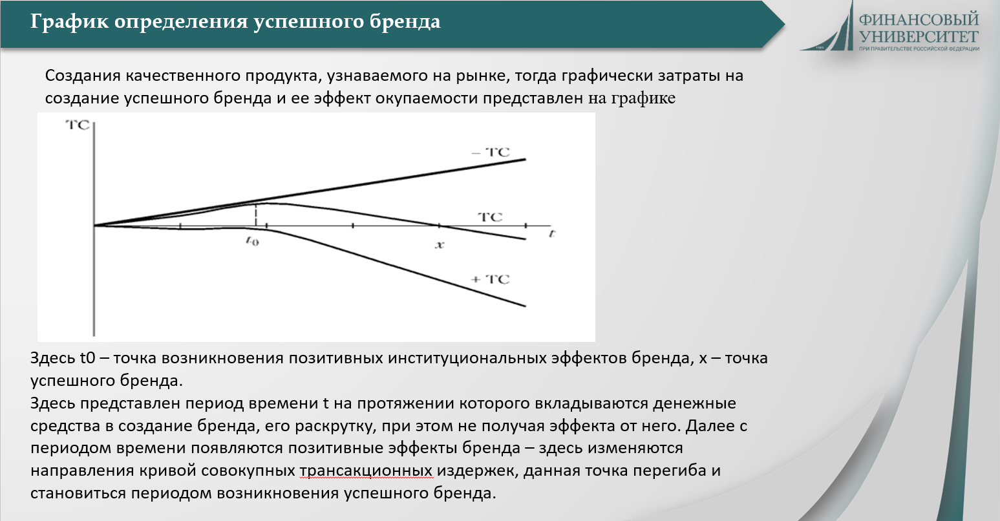 График определения успешного бренда
ФИНАНСОВЫЙ
УНИВЕРСИТЕТ
ПРИ ПРАВИТЕЛЬСТВЕ РОССИЙСКОЙ ФЕДЕРАЦИИ
1919
Создания качественного продукта, узнаваемого на рынке, тогда графически затраты на
создание успешного бренда и ее эффект окупаемости представлен на графике
TC
– TC
TC
t
t0
x
+ TC
Здесь t0 – точка возникновения позитивных институциональных эффектов бренда, x – точка
успешного бренда.
Здесь представлен период времени t на протяжении которого вкладываются денежные
средства в создание бренда, его раскрутку, при этом не получая эффекта от него. Далее с
периодом времени появляются позитивные эффекты бренда – здесь изменяются
направления кривой совокупных трансакционных издержек, данная точка перегиба и
становиться периодом возникновения успешного бренда.